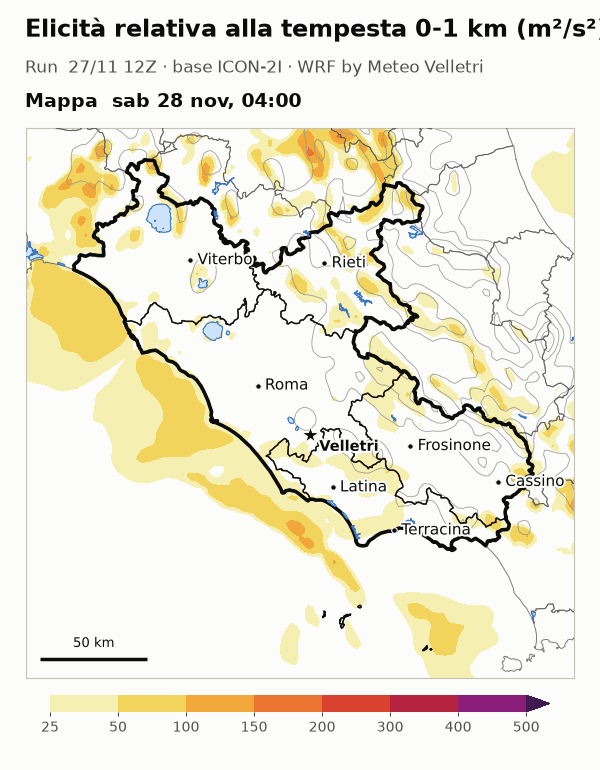 Elicità relativa alla tempesta 0-1 km (m²/s²)
Run  27/11 12Z · base ICON-2I · WRF by Meteo Velletri
Mappa  sab 28 nov, 04:00
Viterbo
Rieti
Roma
Velletri
Frosinone
Latina
Cassino
Terracina
50 km
25 50 100 150 200 300 400 500